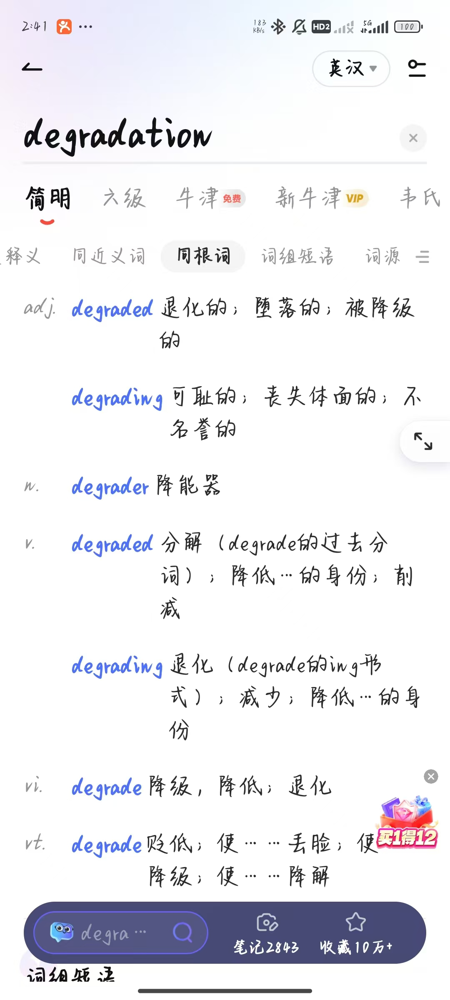 2:41 ··· 183 KB/s HD2 5G 100
英汉
degradation
简明 六级 牛津 免费 新牛津 VIP 韦氏
释义 同近义词 同根词 词组短语 词源
adj. degraded 退化的；堕落的；被降级
的
degrading 可耻的；丧失体面的；不
名誉的
n. degrader 降能器
v. degraded 分解（degrade的过去分
词）；降低…的身份；削
减
degrading 退化（degrade的ing形
式）；减少；降低…的身
份
vi. degrade 降级，降低；退化
vt. degrade 贬低；使……丢脸；使
降级；使……降解
买1得12
degra …
笔记2843 收藏10万+
词组短语